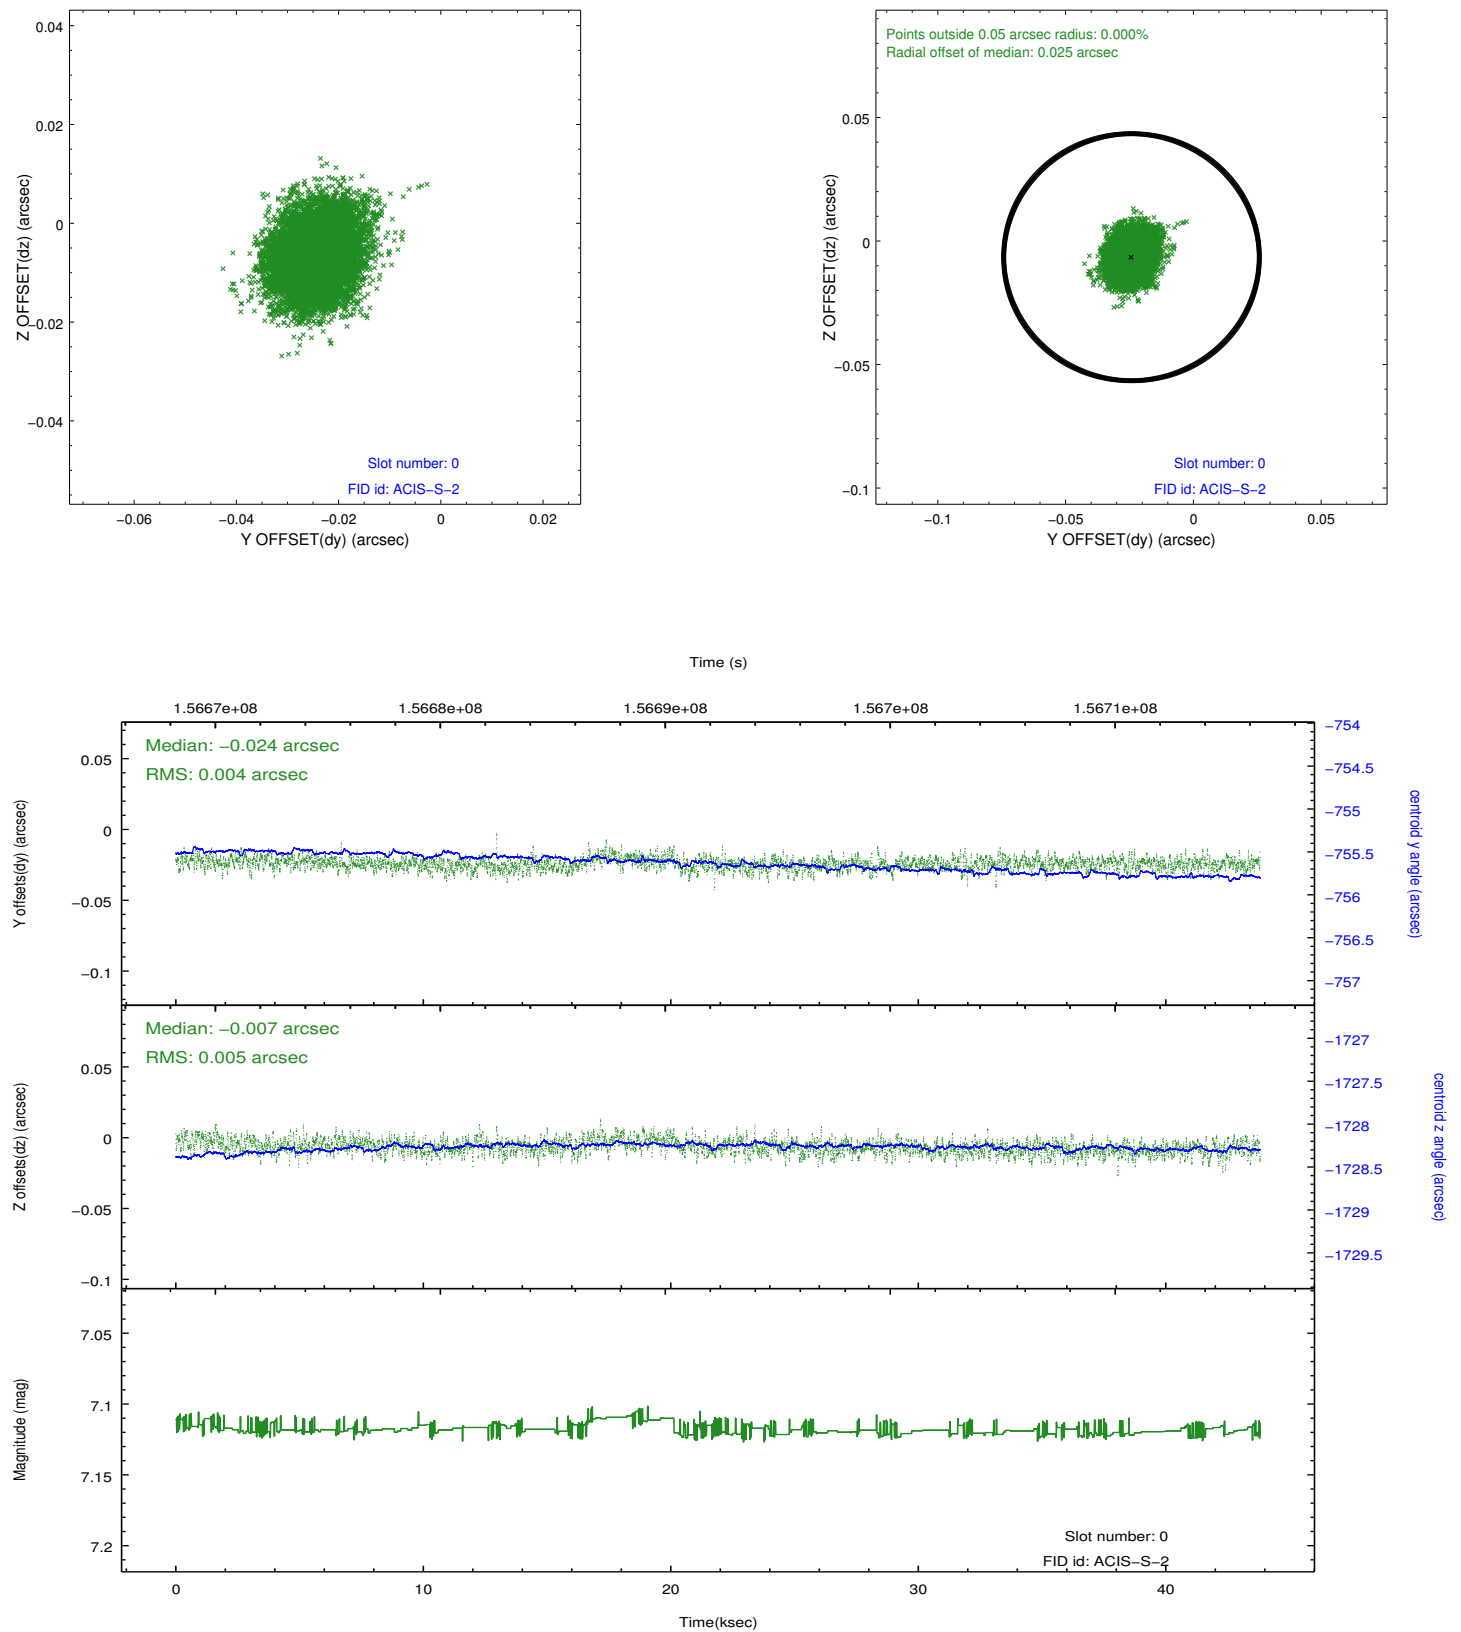 0.04
0.02
0
−0.02
−0.04
Z OFFSET(dz) (arcsec)
Slot number: 0
FID id: ACIS−S−2
−0.06
−0.04
−0.02
0
0.02
Y OFFSET(dy) (arcsec)
Points outside 0.05 arcsec radius: 0.000%
Radial offset of median: 0.025 arcsec
0.05
0
−0.05
−0.1
Z OFFSET(dz) (arcsec)
Slot number: 0
FID id: ACIS−S−2
−0.1
−0.05
0
0.05
Y OFFSET(dy) (arcsec)
Time (s)
1.5667e+08
1.5668e+08
1.5669e+08
1.567e+08
1.5671e+08
Median: −0.024 arcsec
RMS: 0.004 arcsec
0.05
0
−0.05
−0.1
Y offsets(dy) (arcsec)
−754
−754.5
−755
−755.5
−756
−756.5
−757
centroid y angle (arcsec)
Median: −0.007 arcsec
RMS: 0.005 arcsec
0.05
0
−0.05
−0.1
Z offsets(dz) (arcsec)
−1727
−1727.5
−1728
−1728.5
−1729
−1729.5
centroid z angle (arcsec)
7.05
7.1
7.15
7.2
Magnitude (mag)
Slot number: 0
FID id: ACIS−S−2
0
10
20
30
40
Time(ksec)